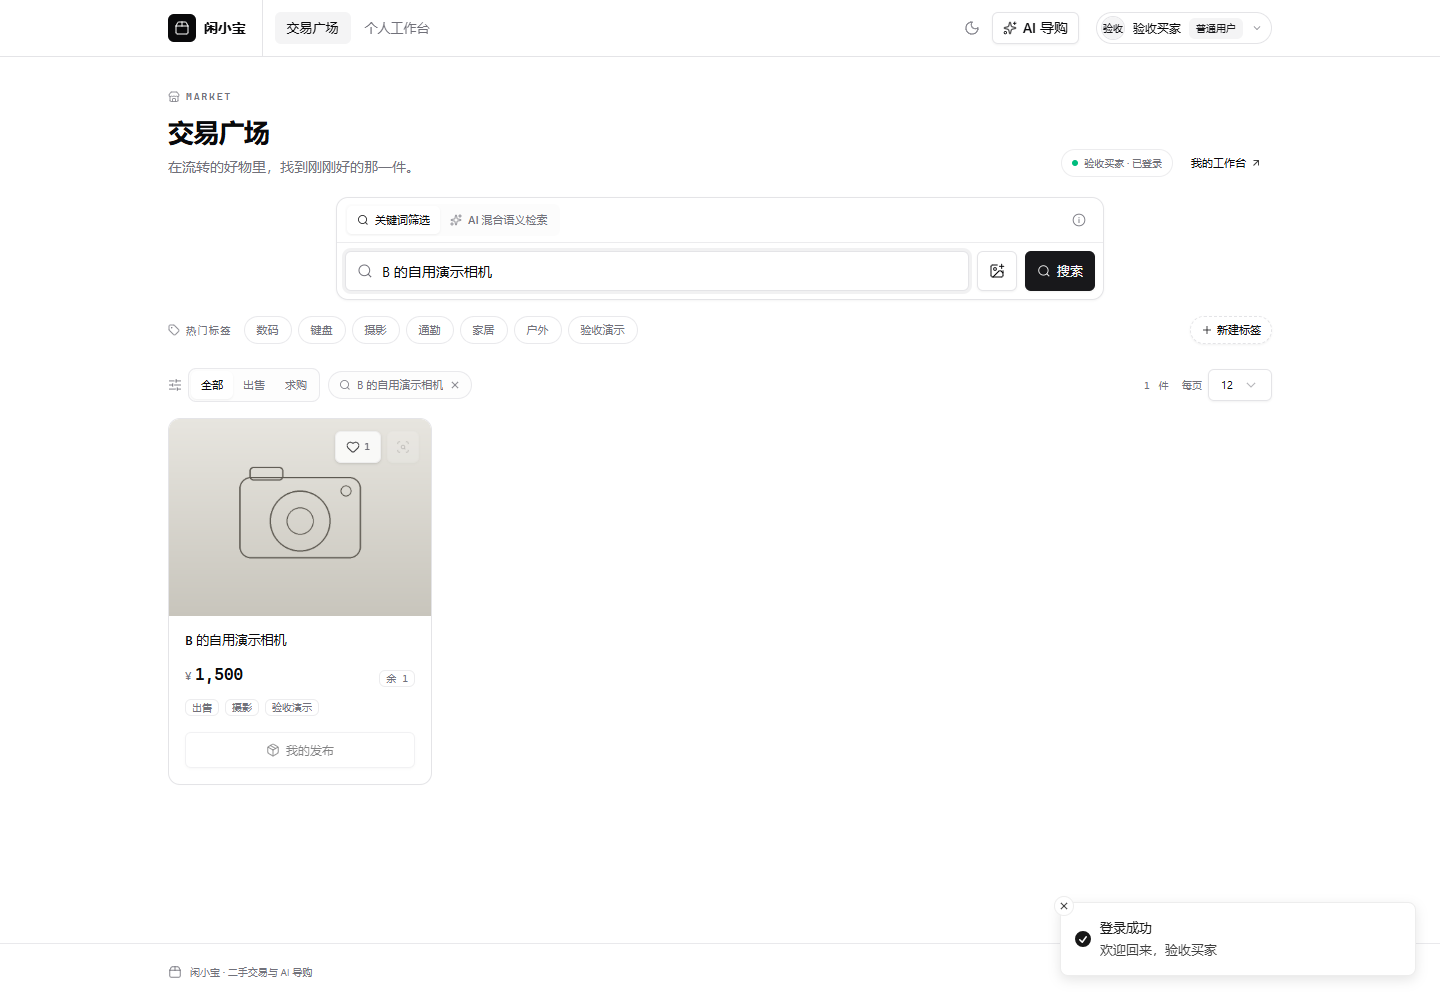 闲小宝
交易广场
个人工作台
AI 导购
验收
验收买家
普通用户
MARKET
交易广场
在流转的好物里，找到刚刚好的那一件。
验收买家 · 已登录
我的工作台
关键词筛选
AI 混合语义检索
B 的自用演示相机
搜索
热门标签
数码
键盘
摄影
通勤
家居
户外
验收演示
+ 新建标签
全部
出售
求购
B 的自用演示相机
1 件
每页
12
1
B 的自用演示相机
¥ 1,500
余 1
出售
摄影
验收演示
我的发布
登录成功
欢迎回来，验收买家
闲小宝 · 二手交易与 AI 导购